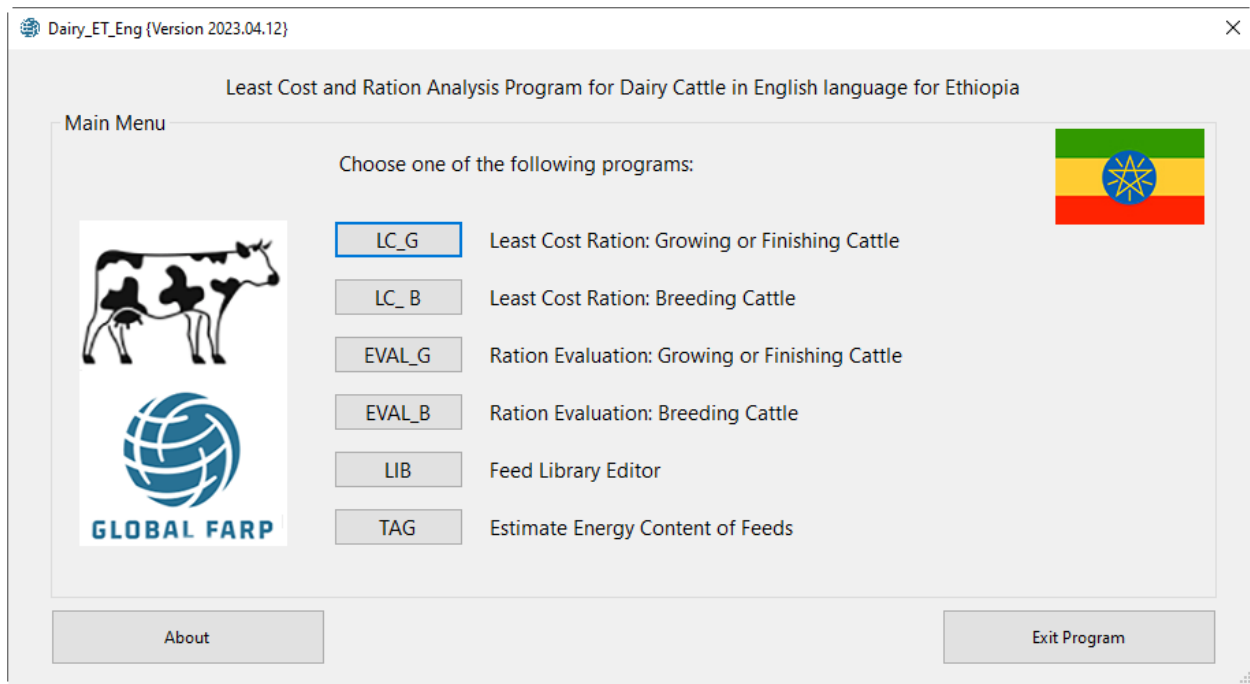 Dairy_ET_Eng {Version 2023.04.12}
Least Cost and Ration Analysis Program for Dairy Cattle in English language for Ethiopia
Main Menu
Choose one of the following programs:
LC_G Least Cost Ration: Growing or Finishing Cattle
LC_ B Least Cost Ration: Breeding Cattle
EVAL_G Ration Evaluation: Growing or Finishing Cattle
EVAL_B Ration Evaluation: Breeding Cattle
LIB Feed Library Editor
TAG Estimate Energy Content of Feeds
GLOBAL FARP
About Exit Program